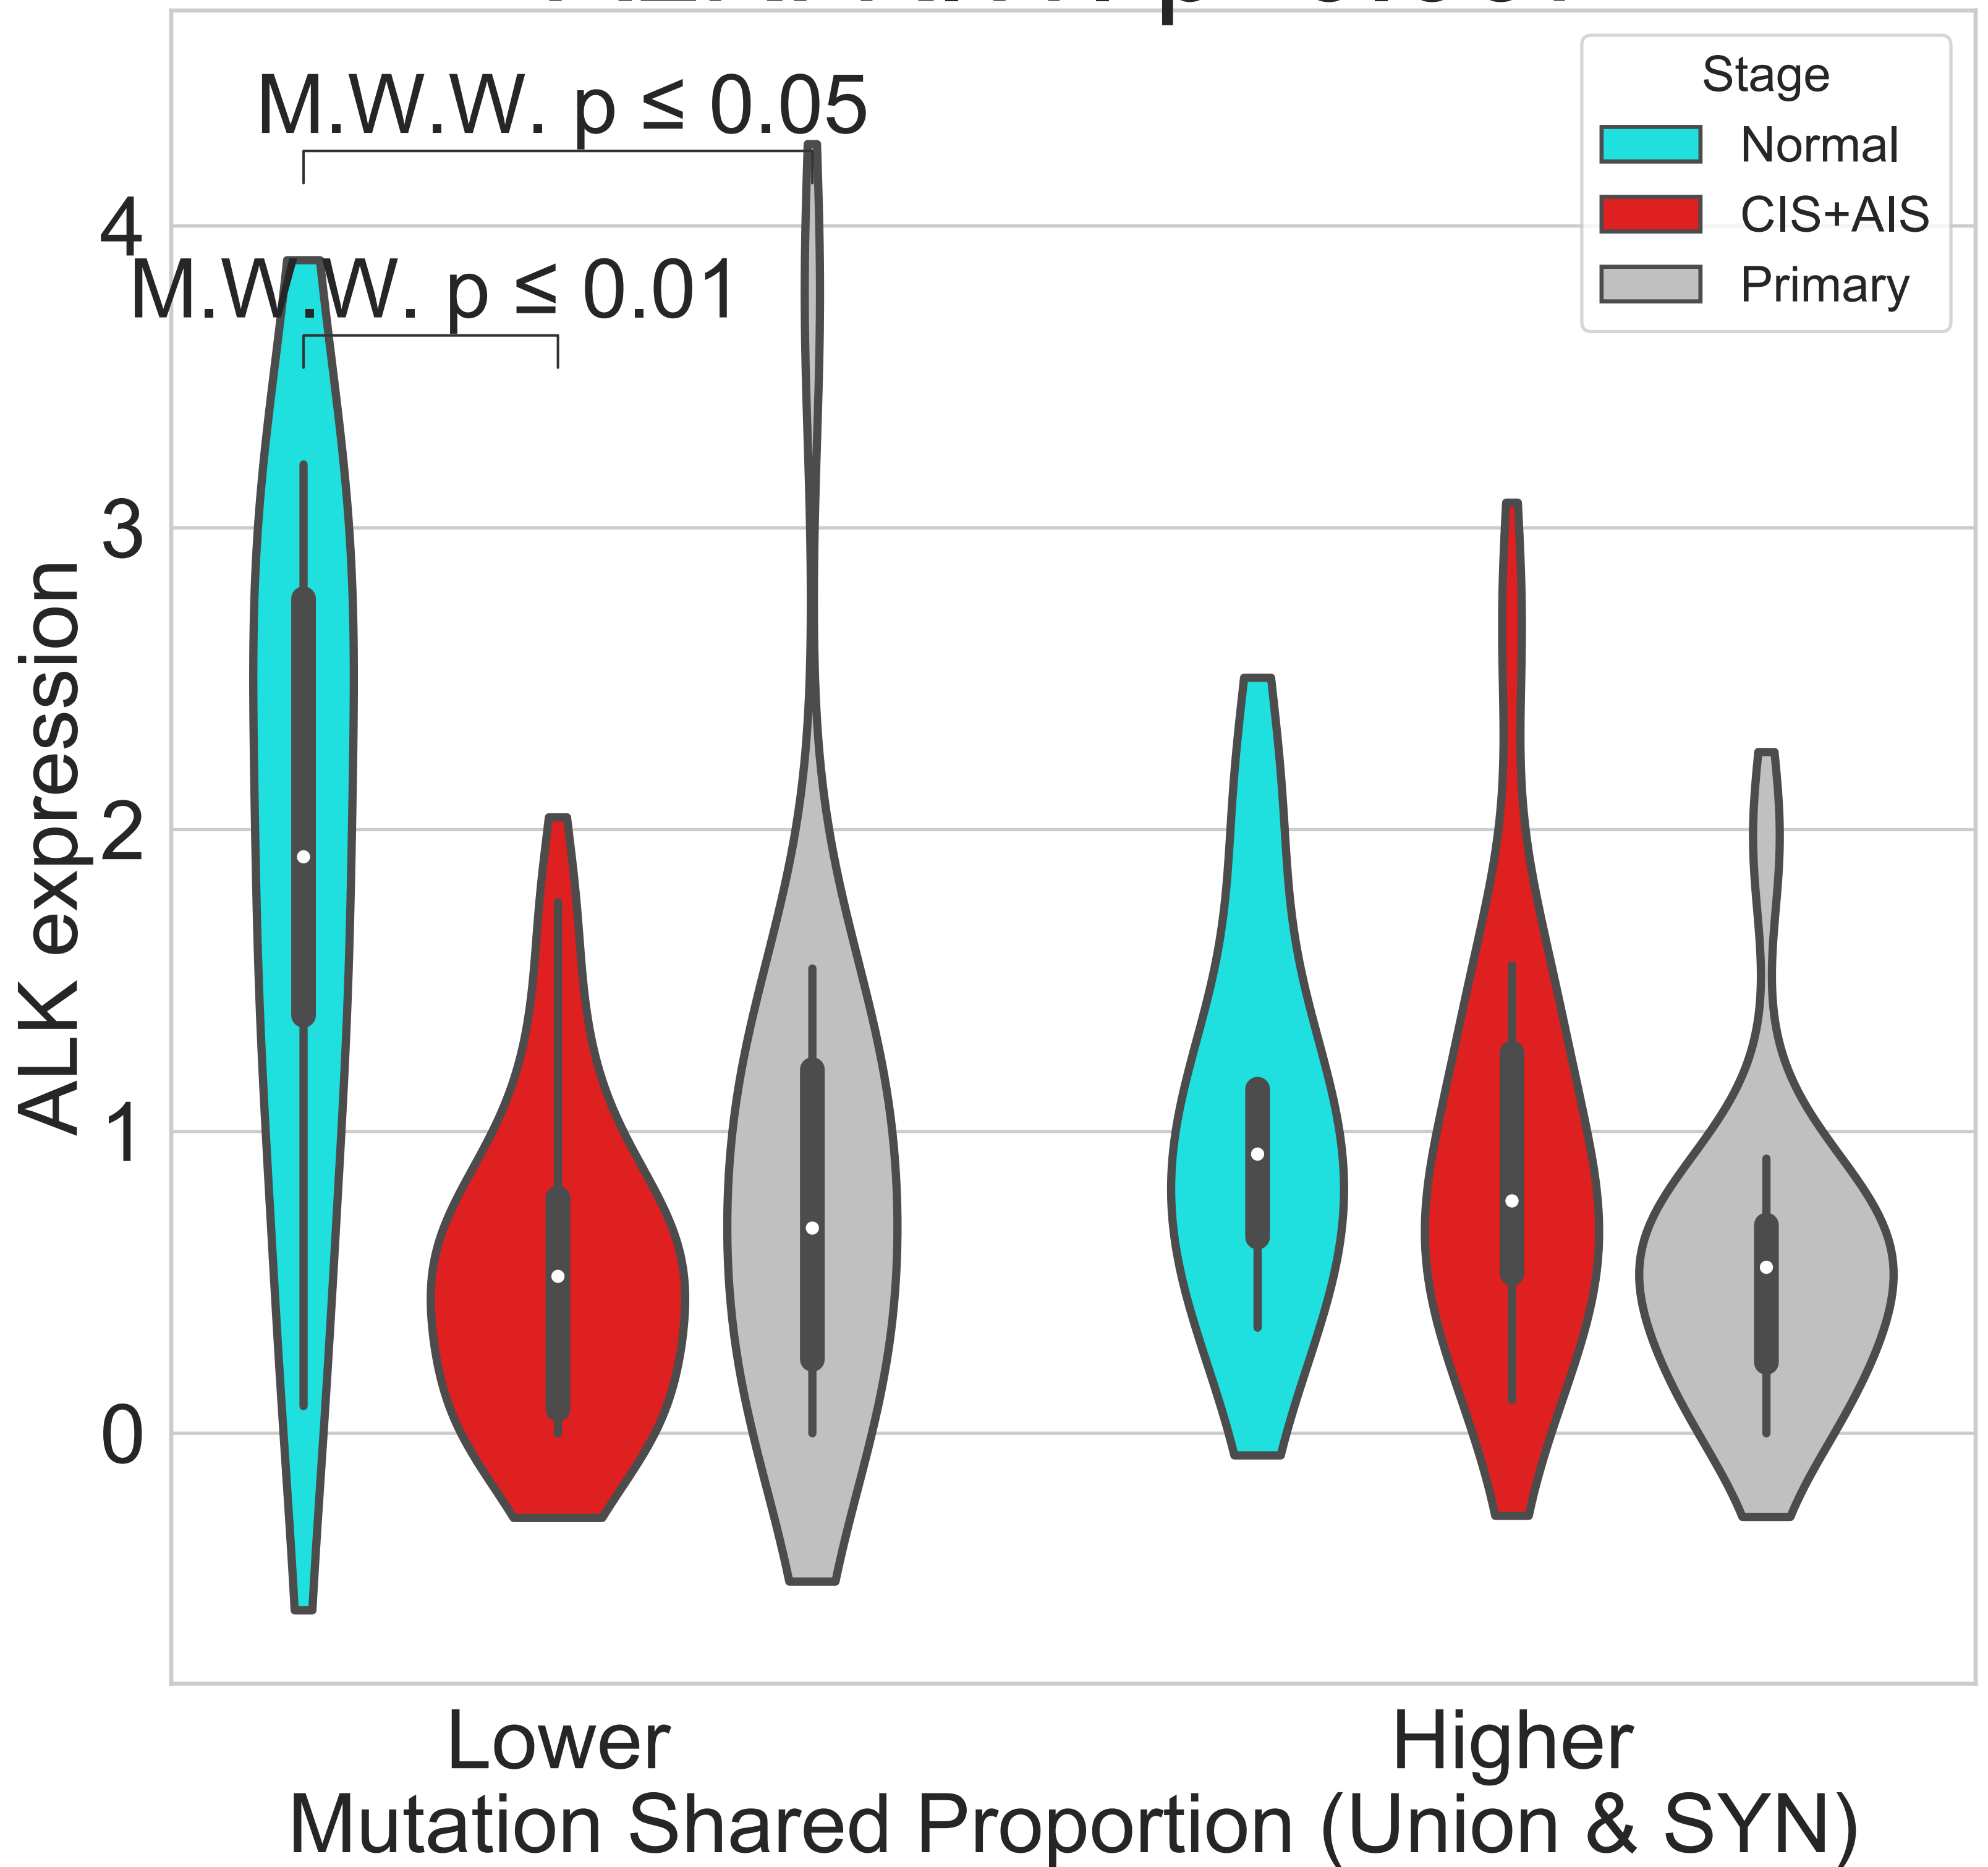 M.W.W. p ≤ 0.05
M.W.W. p ≤ 0.01
Stage
Normal
CIS+AIS
Primary
ALK expression
4
3
2
1
0
Lower
Higher
Mutation Shared Proportion (Union & SYN)